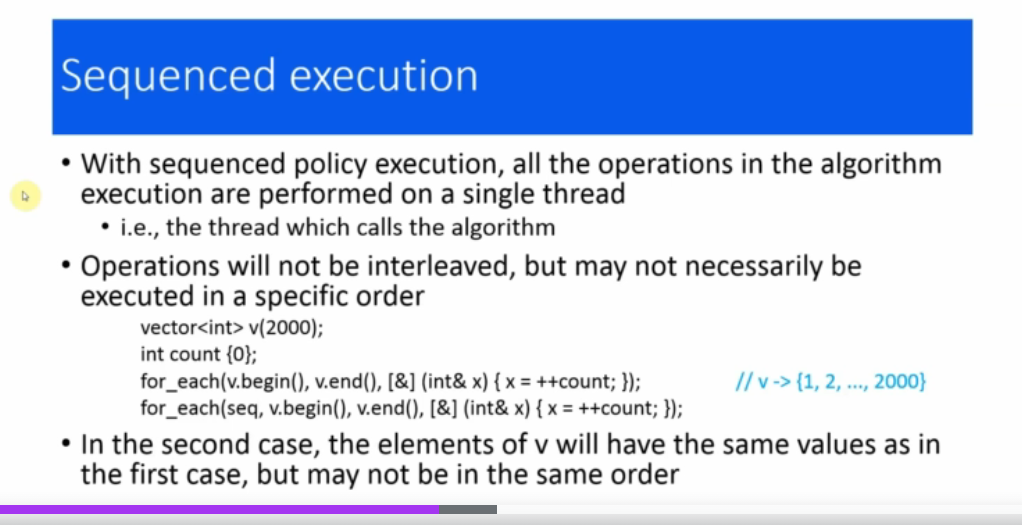 Sequenced execution
• With sequenced policy execution, all the operations in the algorithm
execution are performed on a single thread
• i.e., the thread which calls the algorithm
• Operations will not be interleaved, but may not necessarily be
executed in a specific order
vector<int> v(2000);
int count {0};
for_each(v.begin(), v.end(), [&] (int& x) { x = ++count; }); // v -> {1, 2, ..., 2000}
for_each(seq, v.begin(), v.end(), [&] (int& x) { x = ++count; });
• In the second case, the elements of v will have the same values as in
the first case, but may not be in the same order